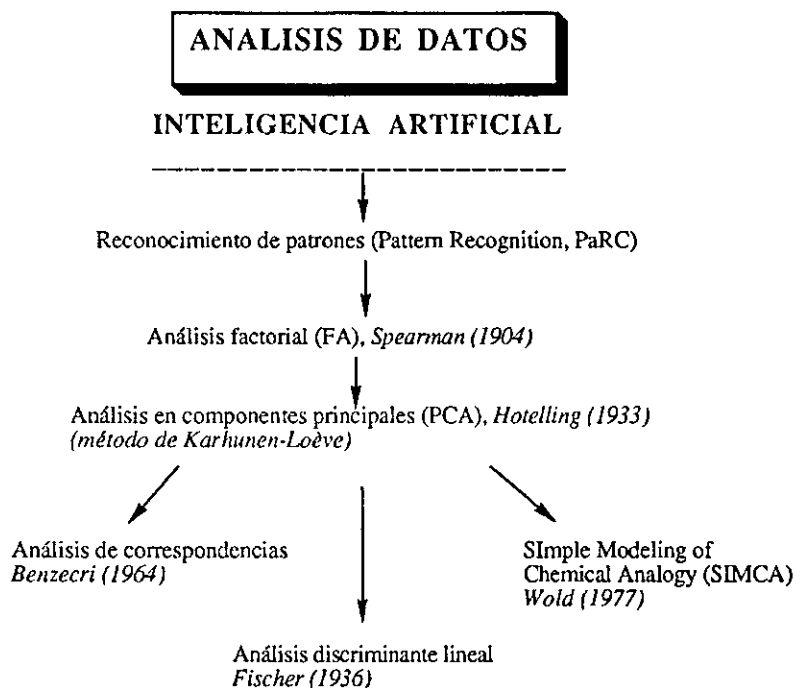 ANALISIS DE DATOS
INTELIGENCIA ARTIFICIAL
Reconocimiento de patrones (Pattern Recognition, PaRC)
Análisis factorial (FA), Spearman (1904)
Análisis en componentes principales (PCA), Hotelling (1933)
(método de Karhunen-Loève)
Análisis de correspondencias
Benzecri (1964)
SImple Modeling of
Chemical Analogy (SIMCA)
Wold (1977)
Análisis discriminante lineal
Fischer (1936)